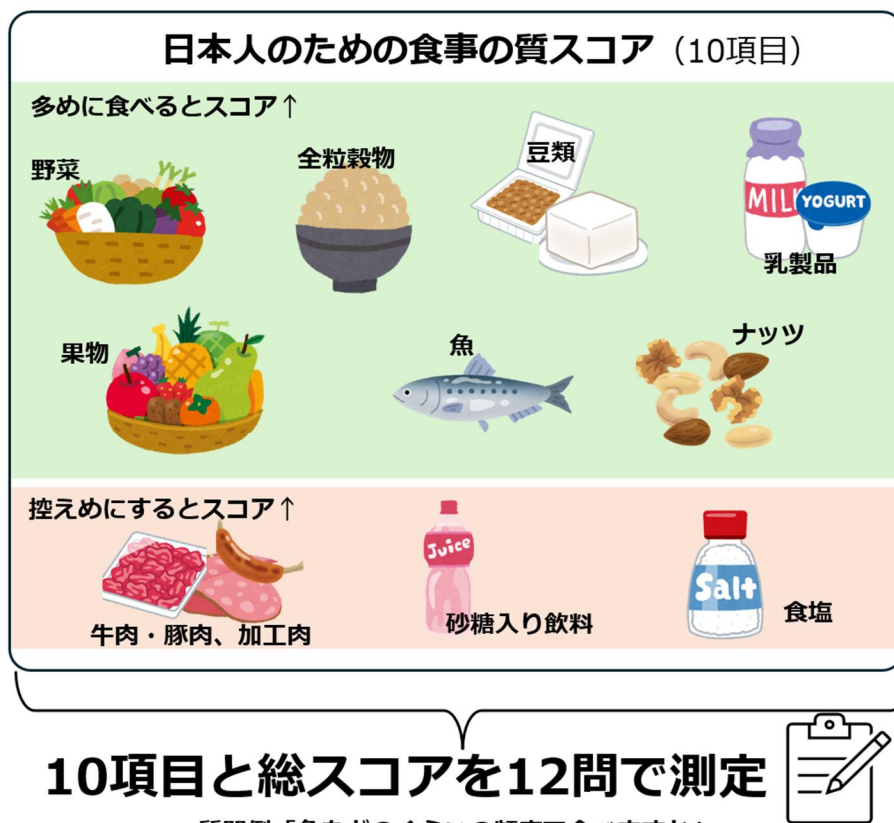 日本人のための食事の質スコア（10項目）
多めに食べるとスコア↑
野菜
全粒穀物
豆類
MILK
YOGURT
乳製品
果物
魚
ナッツ
控えめにするとスコア↑
Juice
Salt
牛肉・豚肉、加工肉
砂糖入り飲料
食塩
10項目と総スコアを12問で測定